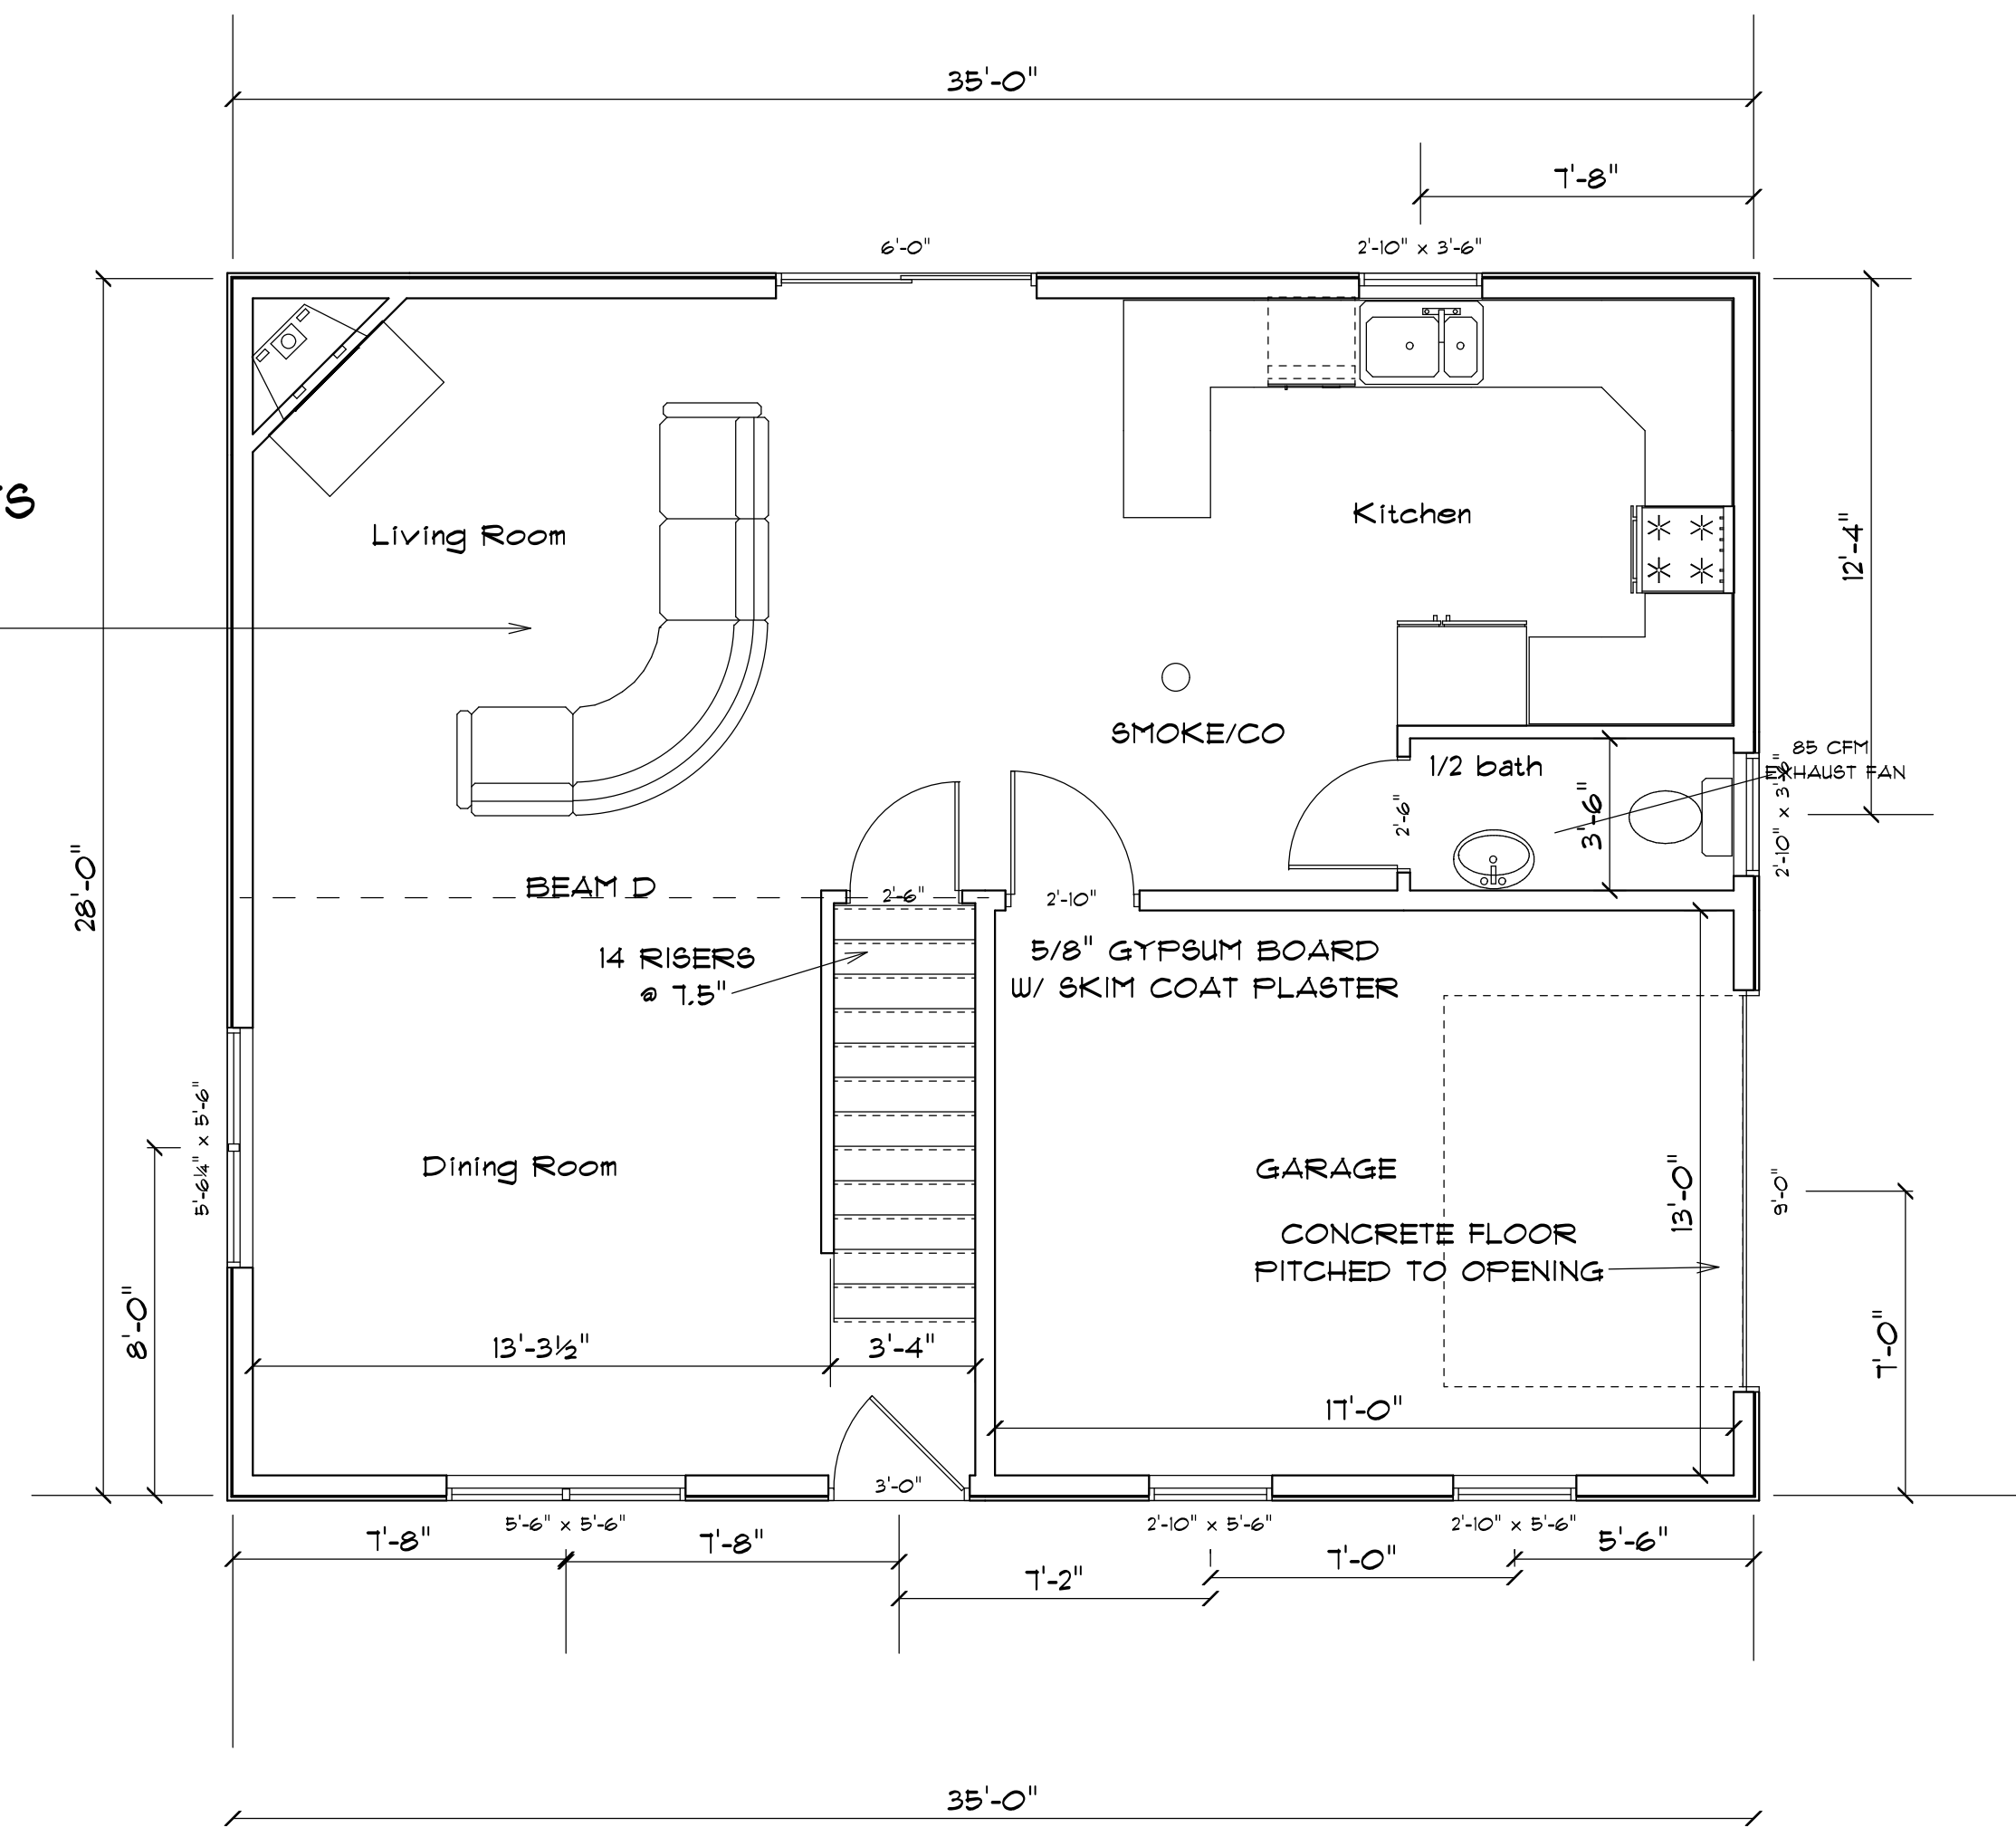 35'-0"
7'-8"
6'-0"
2'-10" x 3'-6"
S
Living Room
Kitchen
12'-4"
SMOKE/CO
1/2 bath
85 CFM
EXHAUST FAN
2'-6"
3'-6"
28'-0"
BEAM D
2'-6"
2'-10"
14 RISERS
@ 7.5"
5/8" GYPSUM BOARD
W/ SKIM COAT PLASTER
5'-6¼" x 5'-6"
Dining Room
GARAGE
13'-0"
9'-0"
CONCRETE FLOOR
PITCHED TO OPENING
8'-0"
13'-3½"
3'-4"
7'-0"
17'-0"
3'-0"
5'-6" x 5'-6"
2'-10" x 5'-6"
2'-10" x 5'-6"
7'-8"
7'-8"
7'-2"
7'-0"
5'-6"
35'-0"